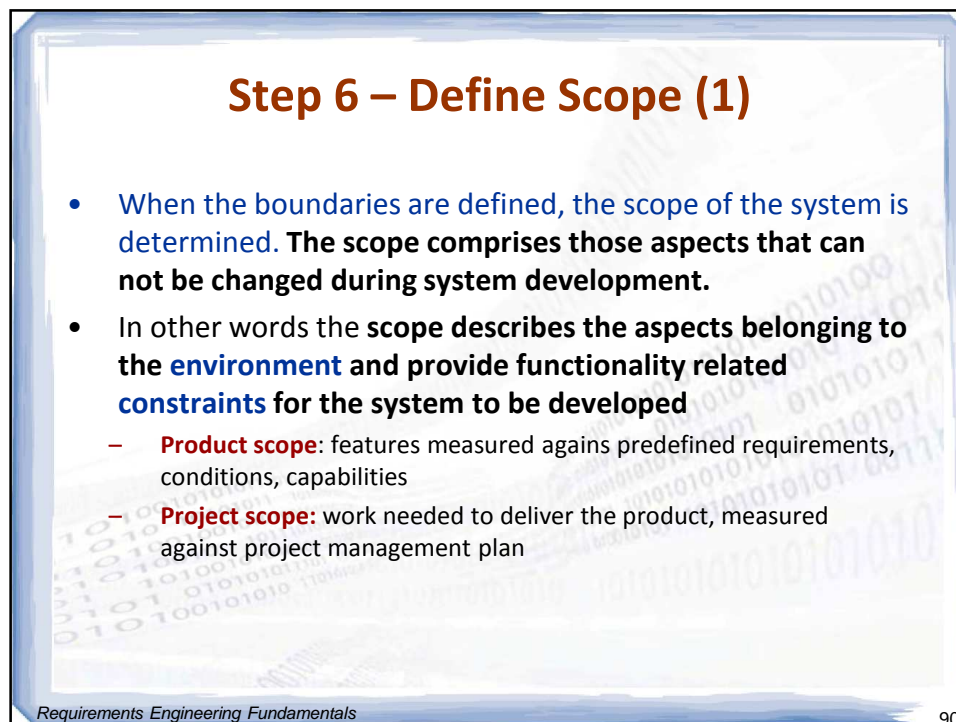 Step 6 – Define Scope (1)
• When the boundaries are defined, the scope of the system is
determined. The scope comprises those aspects that can
not be changed during system development.
• In other words the scope describes the aspects belonging to
the environment and provide functionality related
constraints for the system to be developed
– Product scope: features measured agains predefined requirements,
conditions, capabilities
– Project scope: work needed to deliver the product, measured
against project management plan
Requirements Engineering Fundamentals
90